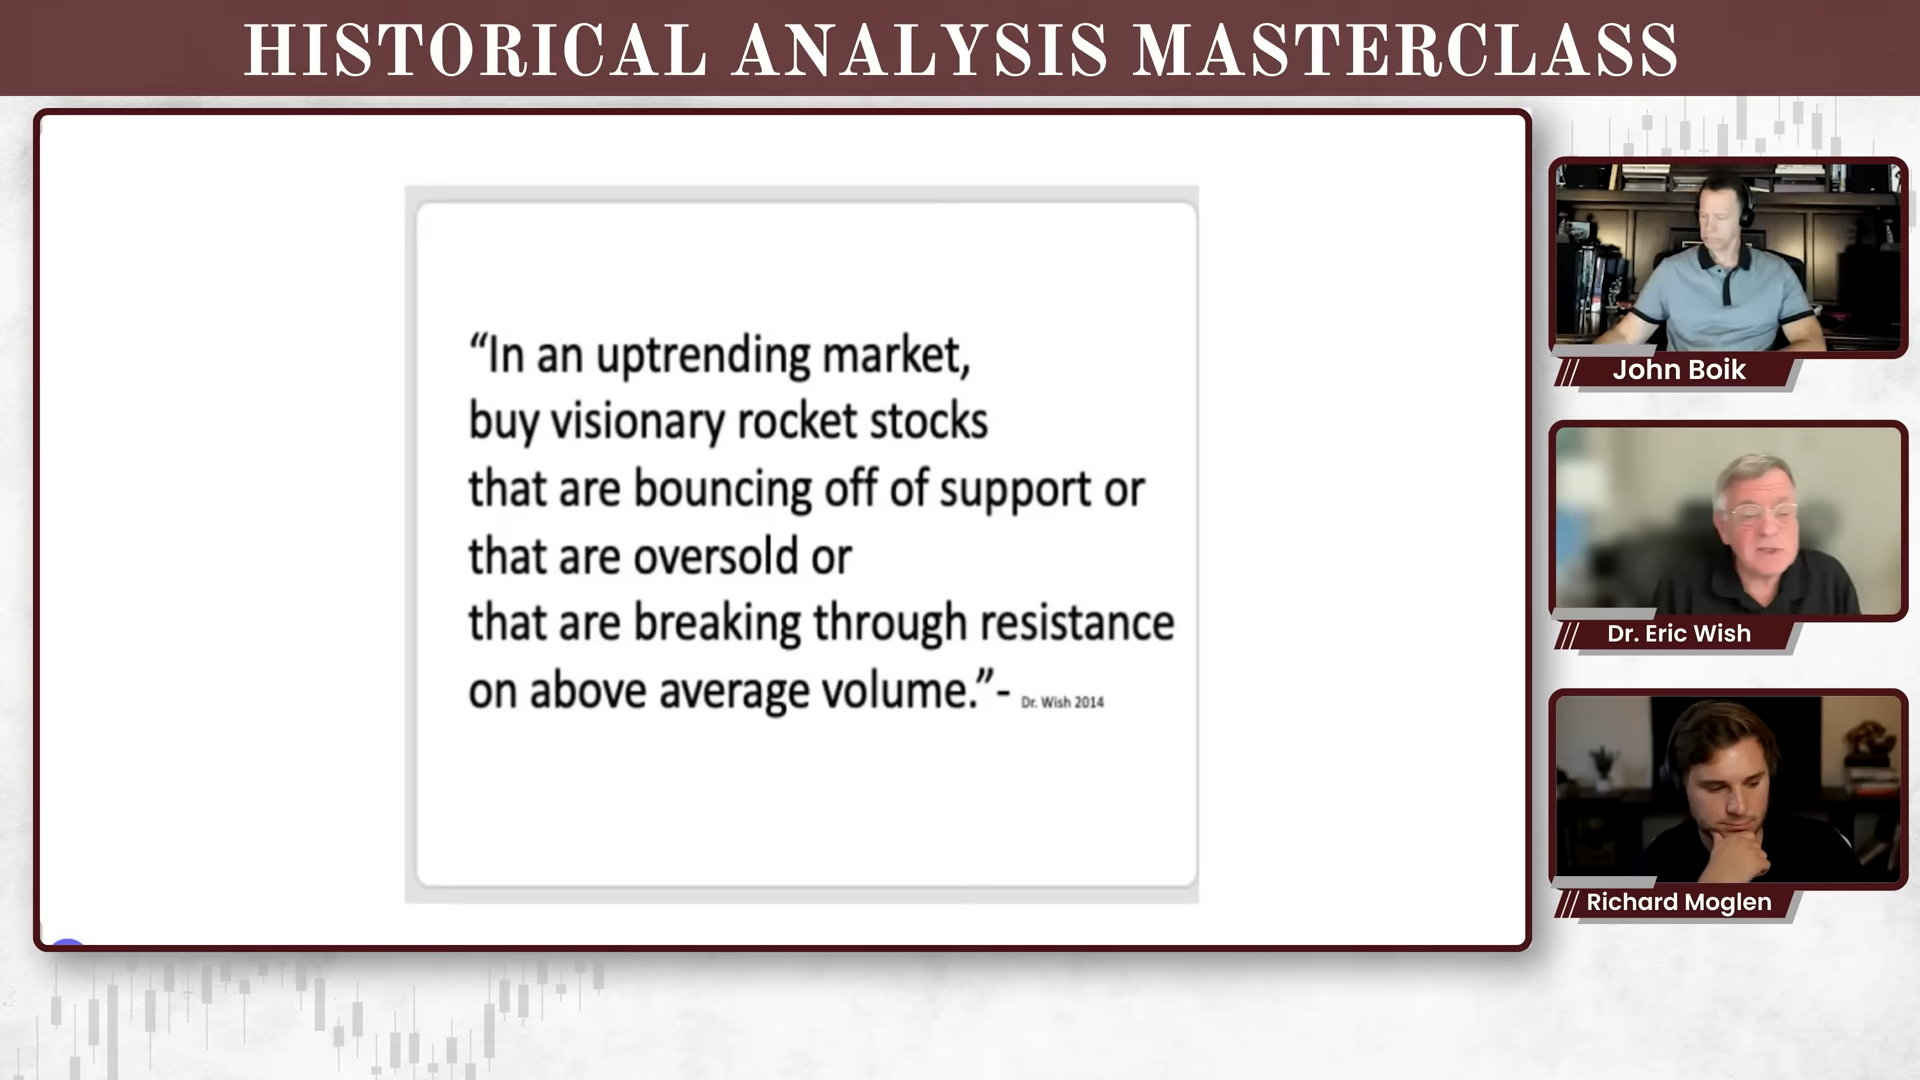 HISTORICAL ANALYSIS MASTERCLASS
“In an uptrending market,
buy visionary rocket stocks
that are bouncing off of support or
that are oversold or
that are breaking through resistance
on above average volume.”- Dr. Wish 2014
John Boik
Dr. Eric Wish
Richard Moglen